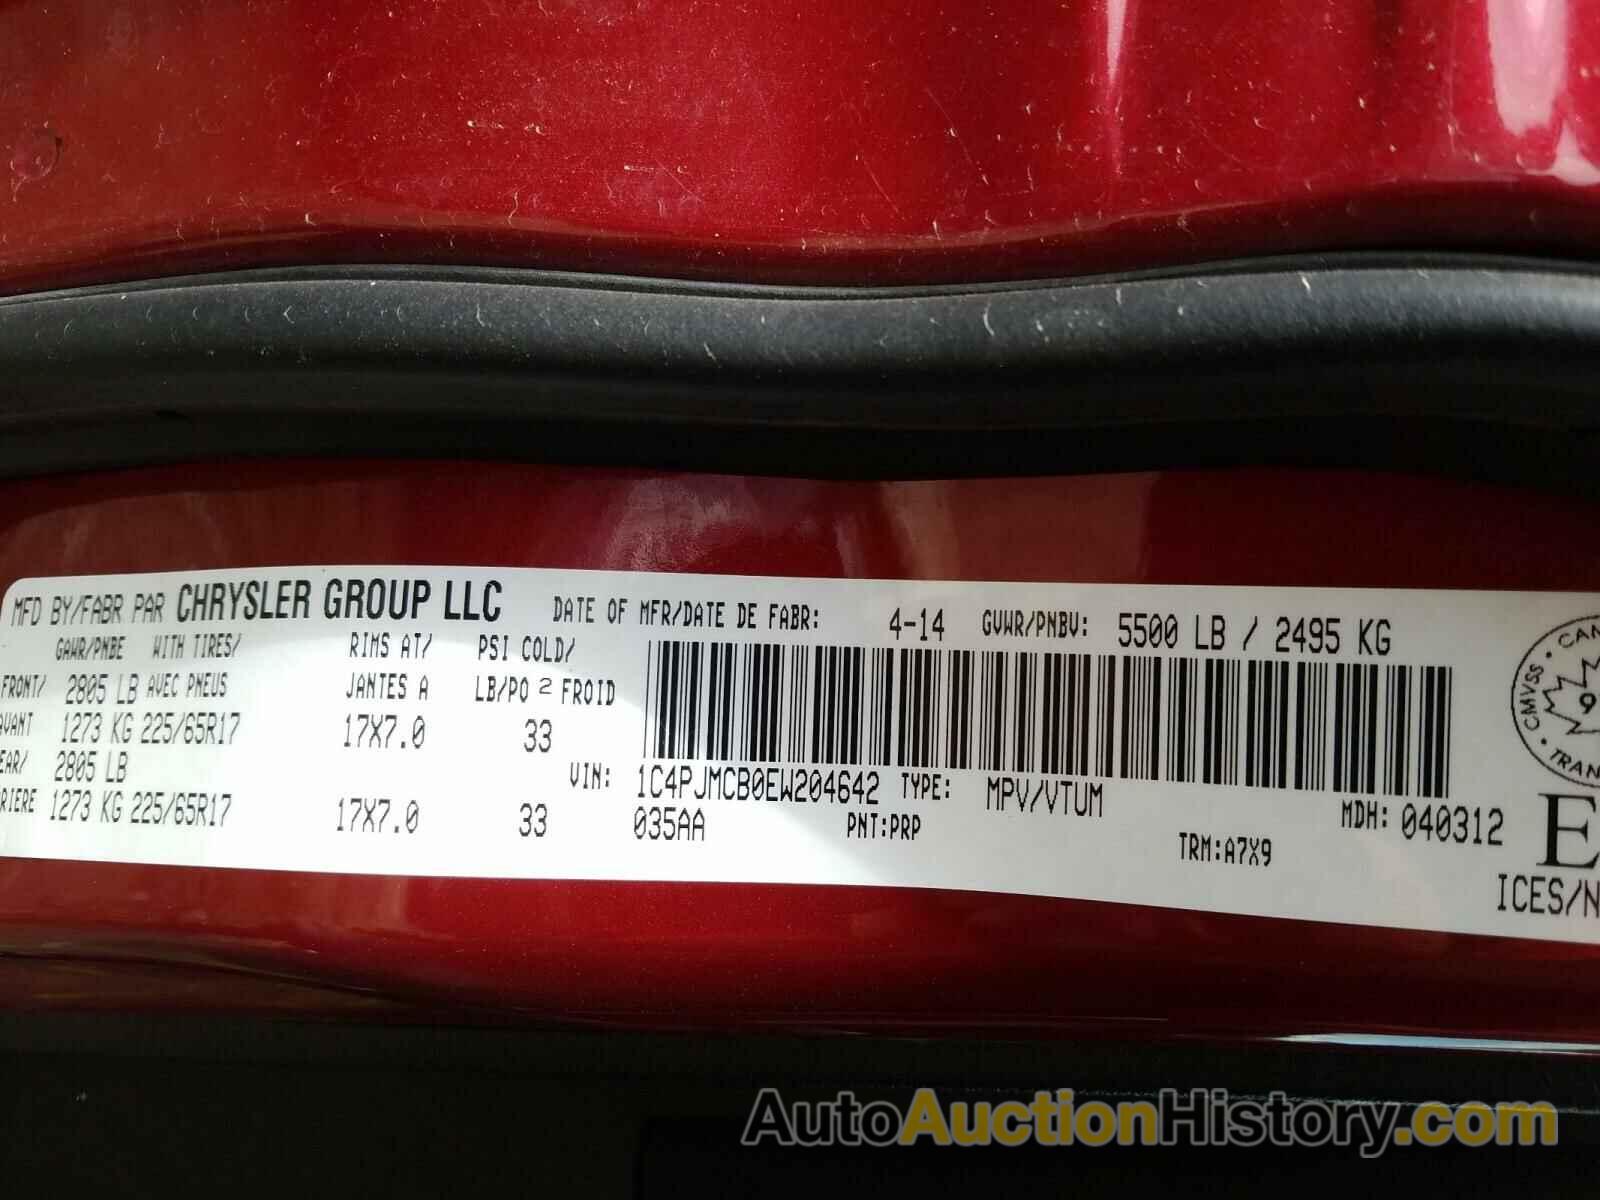 MFD BY/FABR PAR CHRYSLER GROUP LLC DATE OF MFR/DATE DE FABR: 4-14 GVWR/PNBV: 5500 LB / 2495 KG
GAWR/PNBE WITH TIRES/ RIMS AT/ PSI COLD/
FRONT/ 2805 LB AVEC PNEUS JANTES A LB/PO 2 FROID
1273 KG 225/65R17 17X7.0 33
2805 LB
VIN: 1C4PJMCB0EW204642 TYPE: MPV/VTUM MDH: 040312
1273 KG 225/65R17 17X7.0 33 035AA PNT:PRP TRM:A7X9
CMVSS
AutoAuctionHistory.com